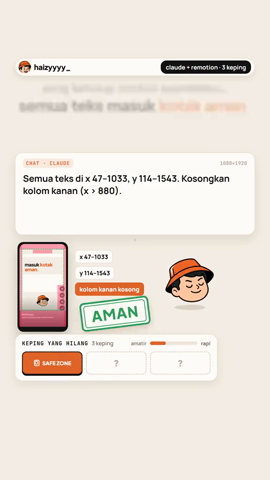 haizyyyy_
claude + remotion · 3 keping
semua teks masuk kotak aman
CHAT · CLAUDE
1080×1920
Semua teks di x 47–1033, y 114–1543. Kosongkan
kolom kanan (x > 880).
masuk kotak
aman.
x 47–1033
y 114–1543
kolom kanan kosong
AMAN
KEPING YANG HILANG 3 keping
amatir
rapi
SAFE ZONE
?
?